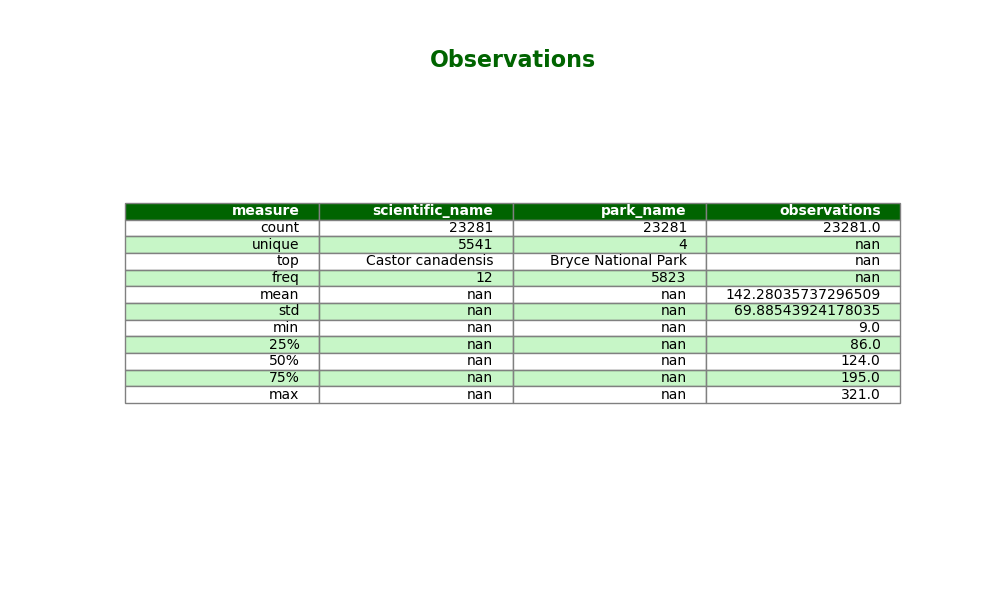 Observations
measure scientific_name park_name observations
count 23281 23281 23281.0
unique 5541 4 nan
top Castor canadensis Bryce National Park nan
freq 12 5823 nan
mean nan nan 142.28035737296509
std nan nan 69.88543924178035
min nan nan 9.0
25% nan nan 86.0
50% nan nan 124.0
75% nan nan 195.0
max nan nan 321.0